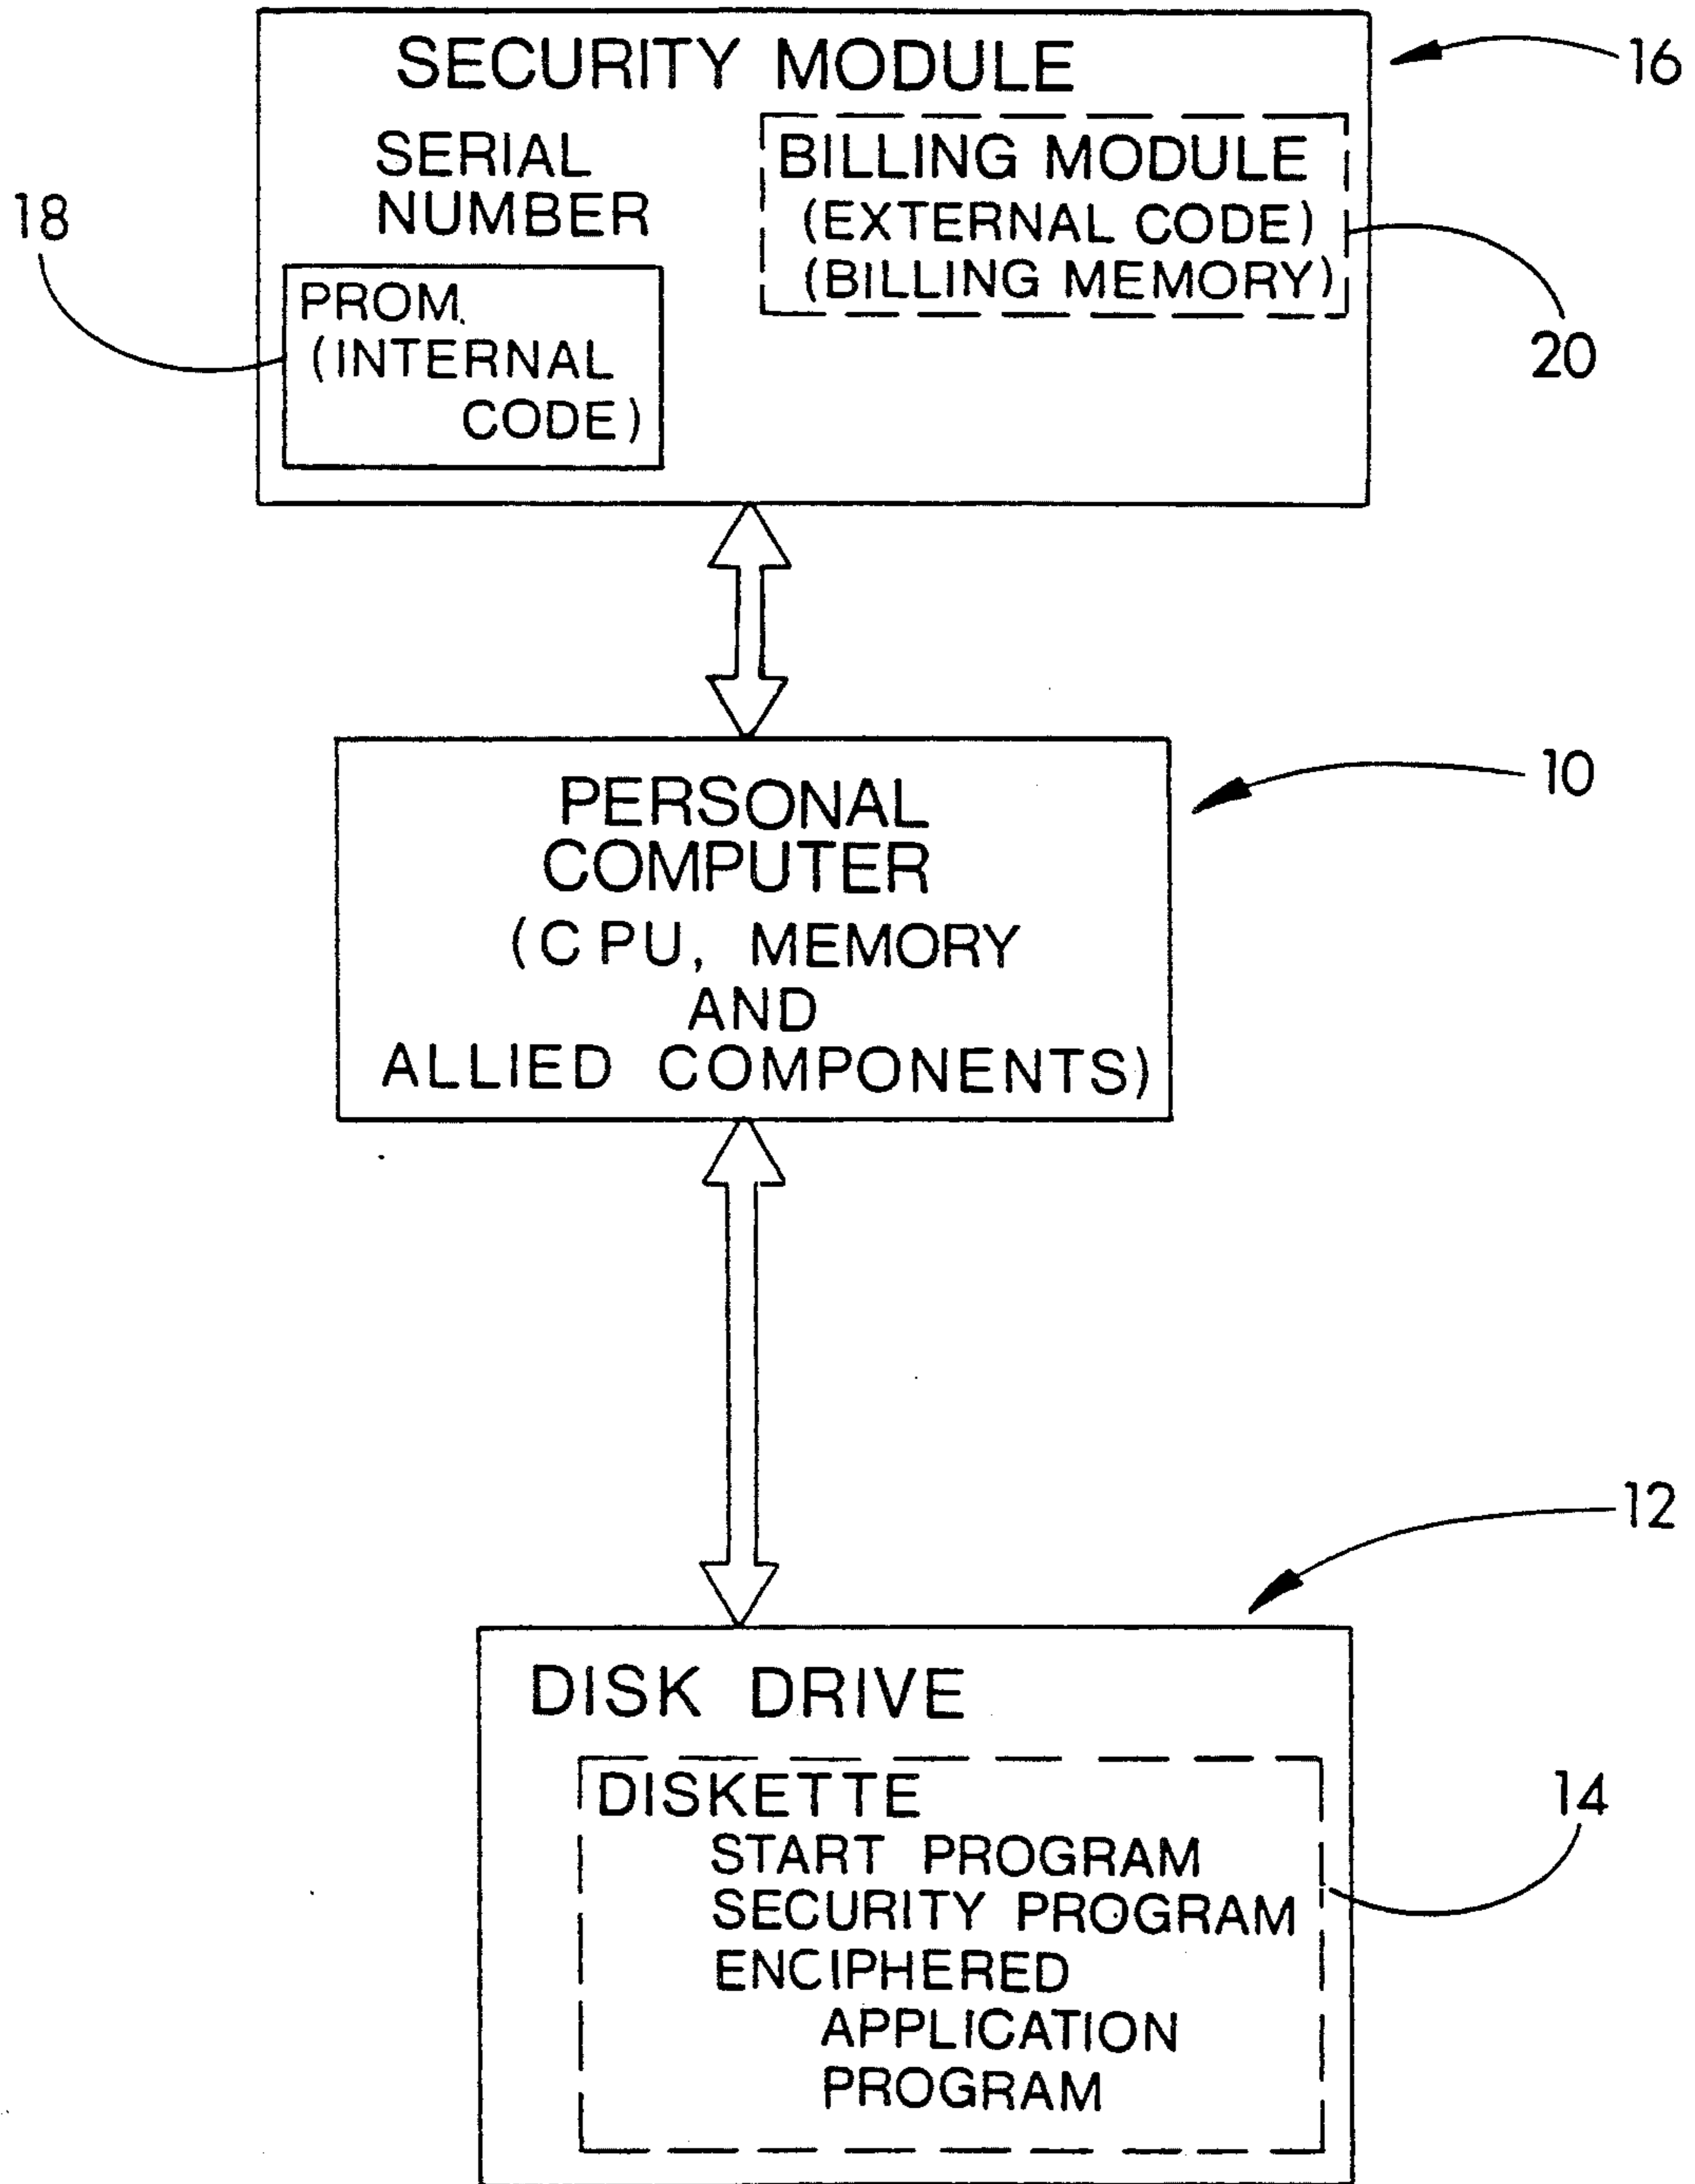 SECURITY MODULE
16
SERIAL
NUMBER
BILLING MODULE
(EXTERNAL CODE)
(BILLING MEMORY)
18
20
PROM
(INTERNAL
CODE)
PERSONAL
COMPUTER
(CPU, MEMORY
AND
ALLIED COMPONENTS)
10
12
DISK DRIVE
DISKETTE
START PROGRAM
SECURITY PROGRAM
ENCIPHERED
APPLICATION
PROGRAM
14